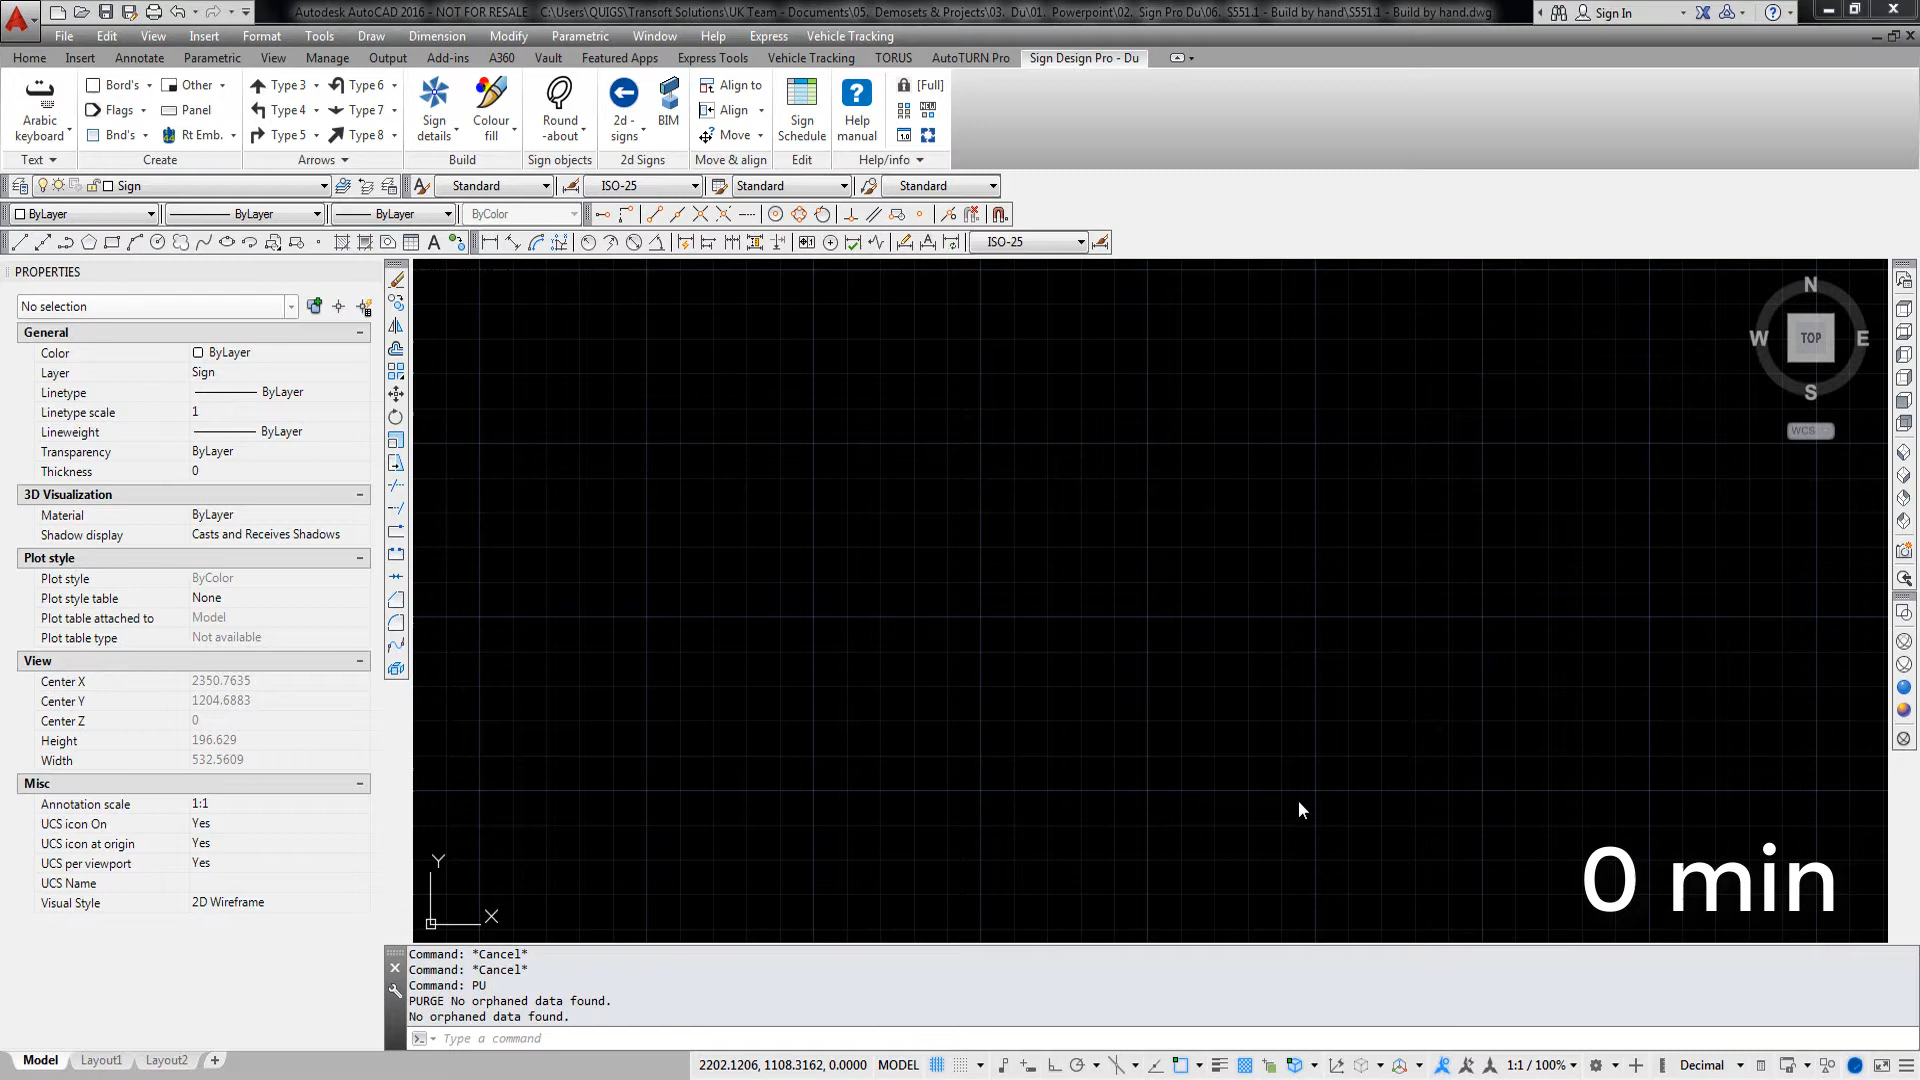 Autodesk AutoCAD 2016 - NOT FOR RESALE C:\Users\QUIGS\Transoft Solutions\UK Team - Documents\05. Demosets & Projects\03. Du\01. Powerpoint\02. Sign Pro Du\06. S551.1 - Build by hand\S551.1 - Build by hand.dwg
Sign In
File Edit View Insert Format Tools Draw Dimension Modify Parametric Window Help Express Vehicle Tracking
Home Insert Annotate Parametric View Manage Output Add-ins A360 Vault Featured Apps Express Tools Vehicle Tracking TORUS AutoTURN Pro Sign Design Pro - Du
Bord's Other Type 3 Type 6 Align to [Full]
Flags Panel Type 4 Type 7 Align
Arabic keyboard Bnd's Rt Emb. Type 5 Type 8 Sign details Colour fill Round -about 2d - signs BIM Move Sign Schedule Help manual
Text Create Arrows Build Sign objects 2d Signs Move & align Edit Help/info
Sign Standard ISO-25 Standard Standard
ByLayer ByLayer ByLayer ByColor
ISO-25
PROPERTIES
No selection
General
Color ByLayer
Layer Sign
Linetype ByLayer
Linetype scale 1
Lineweight ByLayer
Transparency ByLayer
Thickness 0
3D Visualization
Material ByLayer
Shadow display Casts and Receives Shadows
Plot style
Plot style ByColor
Plot style table None
Plot table attached to Model
Plot table type Not available
View
Center X 2350.7635
Center Y 1204.6883
Center Z 0
Height 196.629
Width 532.5609
Misc
Annotation scale 1:1
UCS icon On Yes
UCS icon at origin Yes
UCS per viewport Yes
UCS Name
Visual Style 2D Wireframe
N
W TOP E
S
WCS
Y
X
0 min
Command: *Cancel*
Command: *Cancel*
Command: PU
PURGE No orphaned data found.
No orphaned data found.
Type a command
Model Layout1 Layout2 +
2202.1206, 1108.3162, 0.0000 MODEL 1:1 / 100% Decimal